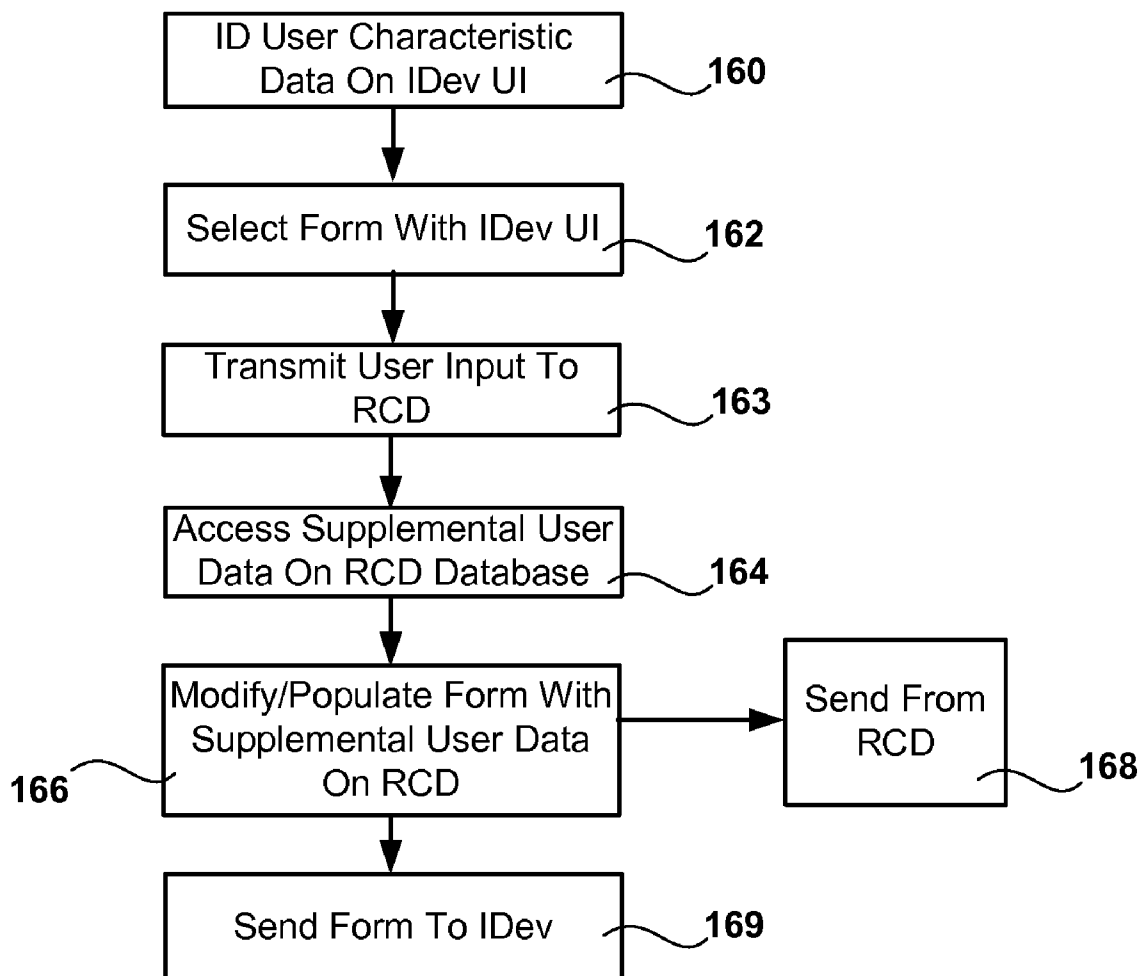 ID User Characteristic
Data On IDev UI
160
Select Form With IDev UI
162
Transmit User Input To
RCD
163
Access Supplemental User
Data On RCD Database
164
Modify/Populate Form With
Supplemental User Data
On RCD
166
Send From
RCD
168
Send Form To IDev
169